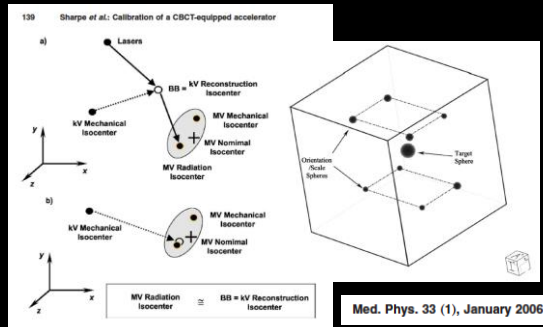 139 Sharpe et al.: Calibration of a CBCT-equipped accelerator
a)
Lasers
BB = kV Reconstruction
Isocenter
kV Mechanical
Isocenter
MV Mechanical
Isocenter
MV Nomimal
Isocenter
MV Radiation
Isocenter
y
x
z
b)
kV Mechanical
Isocenter
MV Mechanical
Isocenter
MV Nomimal
Isocenter
y
x
z
MV Radiation
Isocenter
≅
BB = kV Reconstruction
Isocenter
Orientation
/Scale
Spheres
Target
Sphere
Med. Phys. 33 (1), January 2006